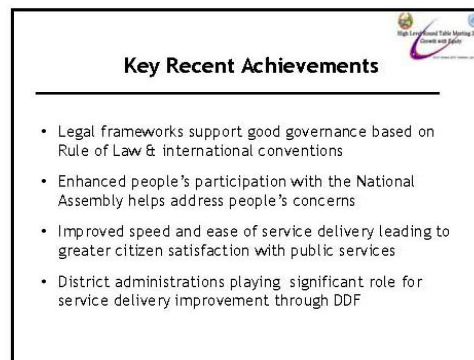 High Level Round Table Meeting
Growth with Equity
Key Recent Achievements
• Legal frameworks support good governance based on
Rule of Law & international conventions
• Enhanced people's participation with the National
Assembly helps address people's concerns
• Improved speed and ease of service delivery leading to
greater citizen satisfaction with public services
• District administrations playing significant role for
service delivery improvement through DDF